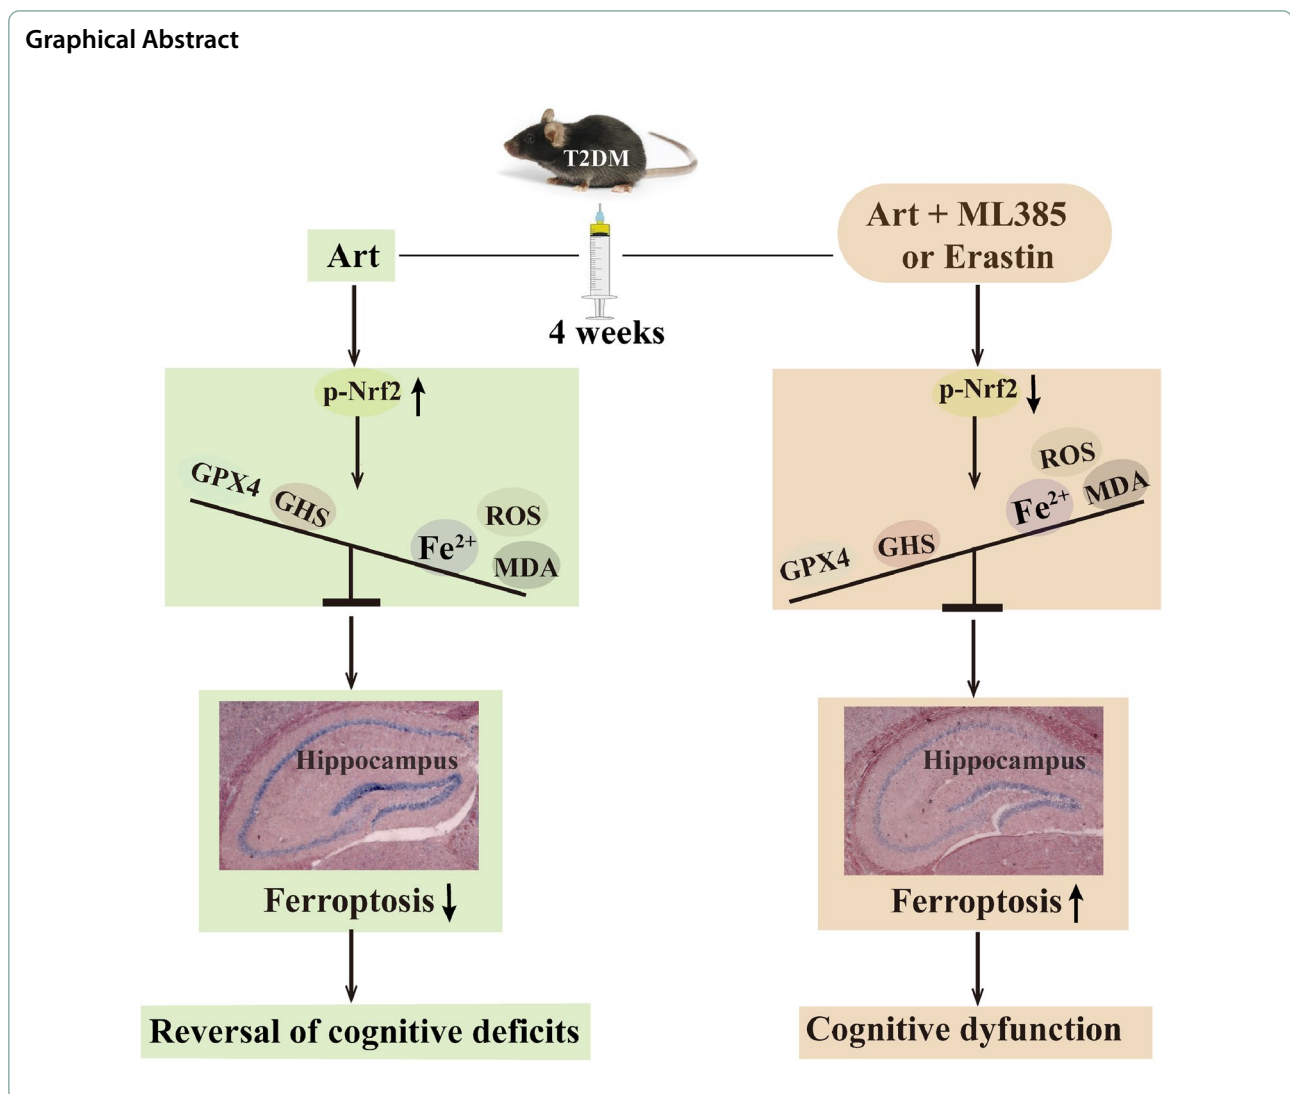 Graphical Abstract
T2DM
Art
4 weeks
Art + ML385
or Erastin
p-Nrf2
GPX4
GHS
Fe²⁺
ROS
MDA
p-Nrf2
GPX4
GHS
Fe²⁺
ROS
MDA
Hippocampus
Ferroptosis
Hippocampus
Ferroptosis
Reversal of cognitive deficits
Cognitive dyfunction